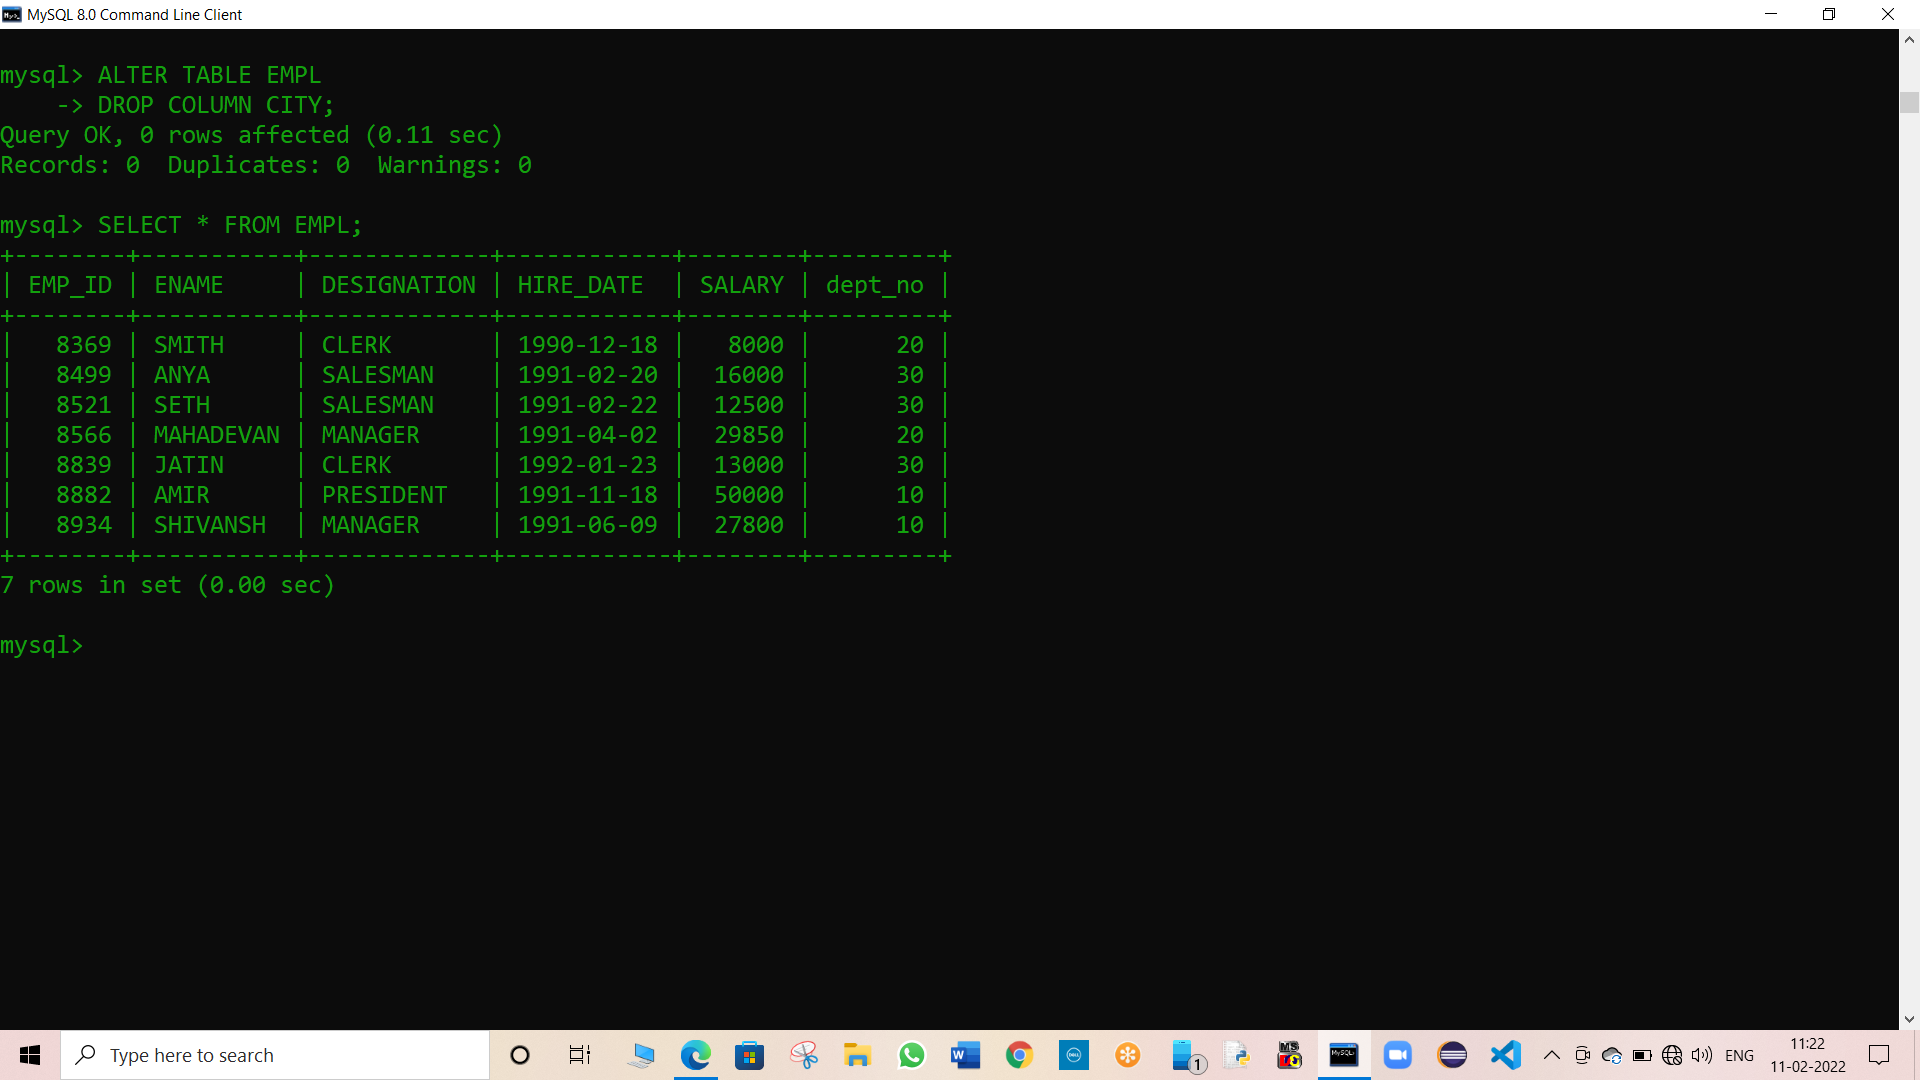 MySQL 8.0 Command Line Client
mysql> ALTER TABLE EMPL
    -> DROP COLUMN CITY;
Query OK, 0 rows affected (0.11 sec)
Records: 0  Duplicates: 0  Warnings: 0
mysql> SELECT * FROM EMPL;
+--------+-----------+-------------+------------+--------+---------+
| EMP_ID | ENAME     | DESIGNATION | HIRE_DATE  | SALARY | dept_no |
+--------+-----------+-------------+------------+--------+---------+
|   8369 | SMITH     | CLERK       | 1990-12-18 |   8000 |      20 |
|   8499 | ANYA      | SALESMAN    | 1991-02-20 |  16000 |      30 |
|   8521 | SETH      | SALESMAN    | 1991-02-22 |  12500 |      30 |
|   8566 | MAHADEVAN | MANAGER     | 1991-04-02 |  29850 |      20 |
|   8839 | JATIN     | CLERK       | 1992-01-23 |  13000 |      30 |
|   8882 | AMIR      | PRESIDENT   | 1991-11-18 |  50000 |      10 |
|   8934 | SHIVANSH  | MANAGER     | 1991-06-09 |  27800 |      10 |
+--------+-----------+-------------+------------+--------+---------+
7 rows in set (0.00 sec)
mysql>
Type here to search
W
DELL
1
MS
MySQL>
ENG
11:22
11-02-2022